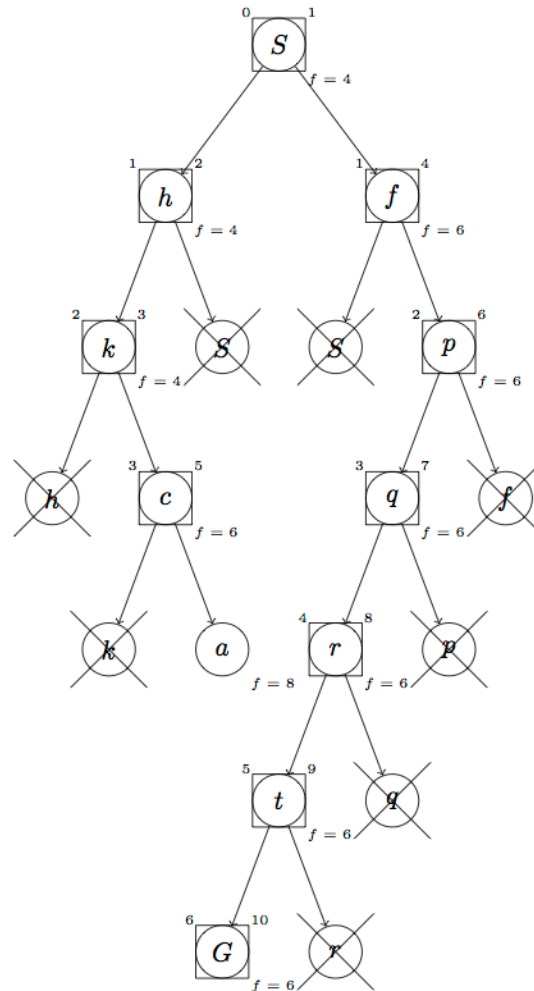 0 1
S
f = 4
1 2 1 4
h f
f = 4 f = 6
2 3 2 6
k S S p
f = 4 f = 6
3 5 3 7
h c q f
f = 6 f = 6
4 8
k a r p
f = 8 f = 6
5 9
t q
f = 6
6 10
G r
f = 6